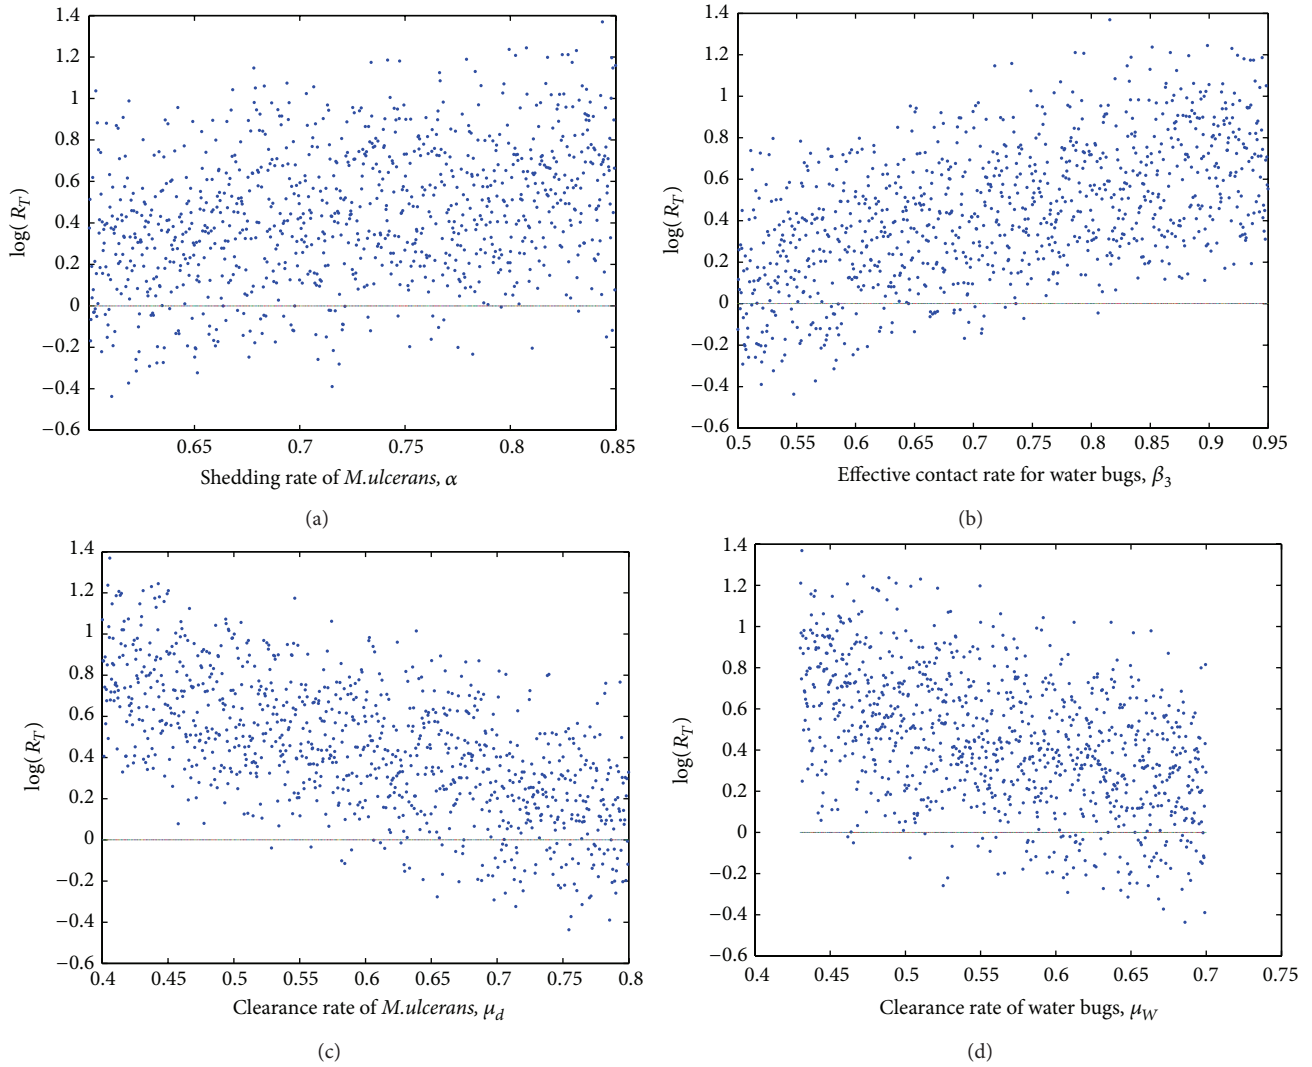 1.4
1.2
1
0.8
0.6
0.4
0.2
0
−0.2
−0.4
−0.6
log(R_T)
0.65 0.7 0.75 0.8 0.85
Shedding rate of M.ulcerans, α
(a)
1.4
1.2
1
0.8
0.6
0.4
0.2
0
−0.2
−0.4
−0.6
log(R_T)
0.5 0.55 0.6 0.65 0.7 0.75 0.8 0.85 0.9 0.95
Effective contact rate for water bugs, β_3
(b)
1.4
1.2
1
0.8
0.6
0.4
0.2
0
−0.2
−0.4
−0.6
log(R_T)
0.4 0.45 0.5 0.55 0.6 0.65 0.7 0.75 0.8
Clearance rate of M.ulcerans, μ_d
(c)
1.4
1.2
1
0.8
0.6
0.4
0.2
0
−0.2
−0.4
−0.6
log(R_T)
0.4 0.45 0.5 0.55 0.6 0.65 0.7 0.75
Clearance rate of water bugs, μ_W
(d)